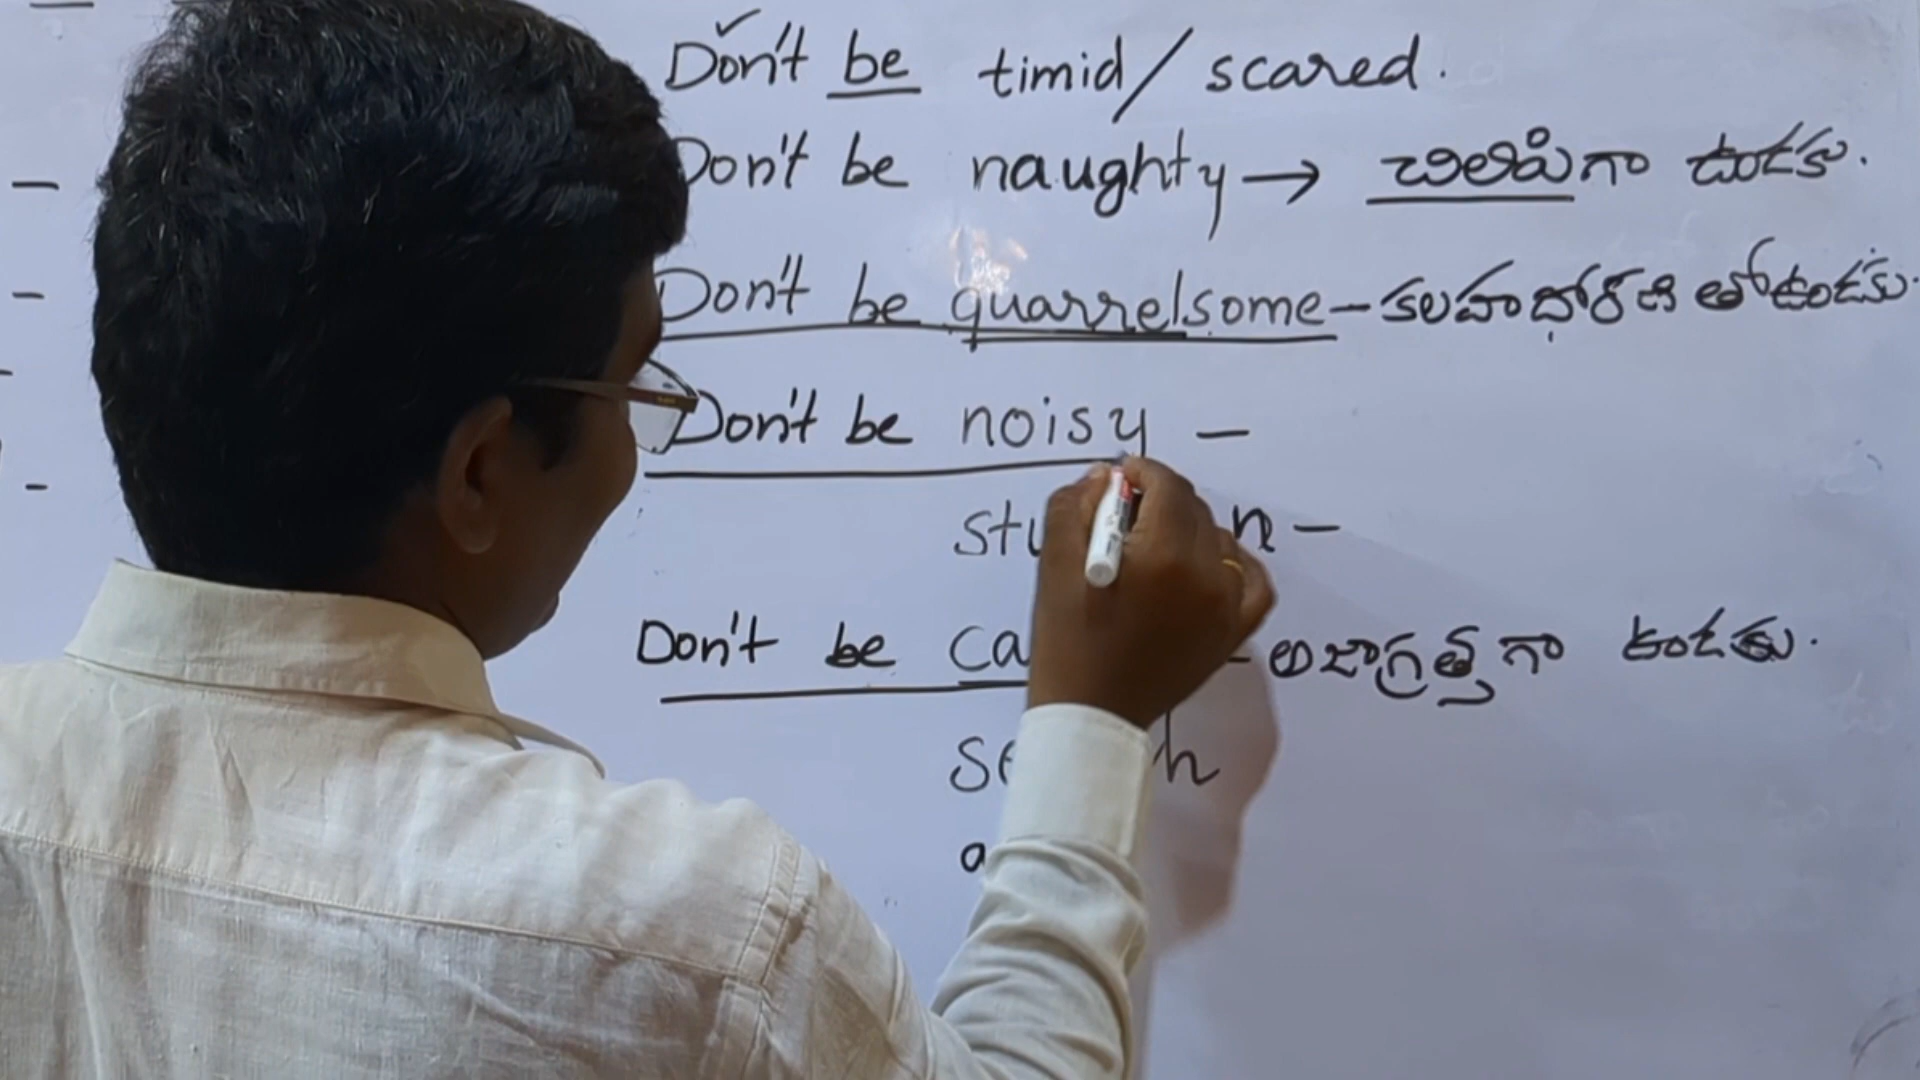 Don't be timid / scared.
Don't be naughty → చిలిపిగా ఉండకు.
Don't be quarrelsome - కలహాధోరణి తో ఉండకు.
Don't be noisy -
Don't be - అజాగ్రత్తగా ఉండకు.